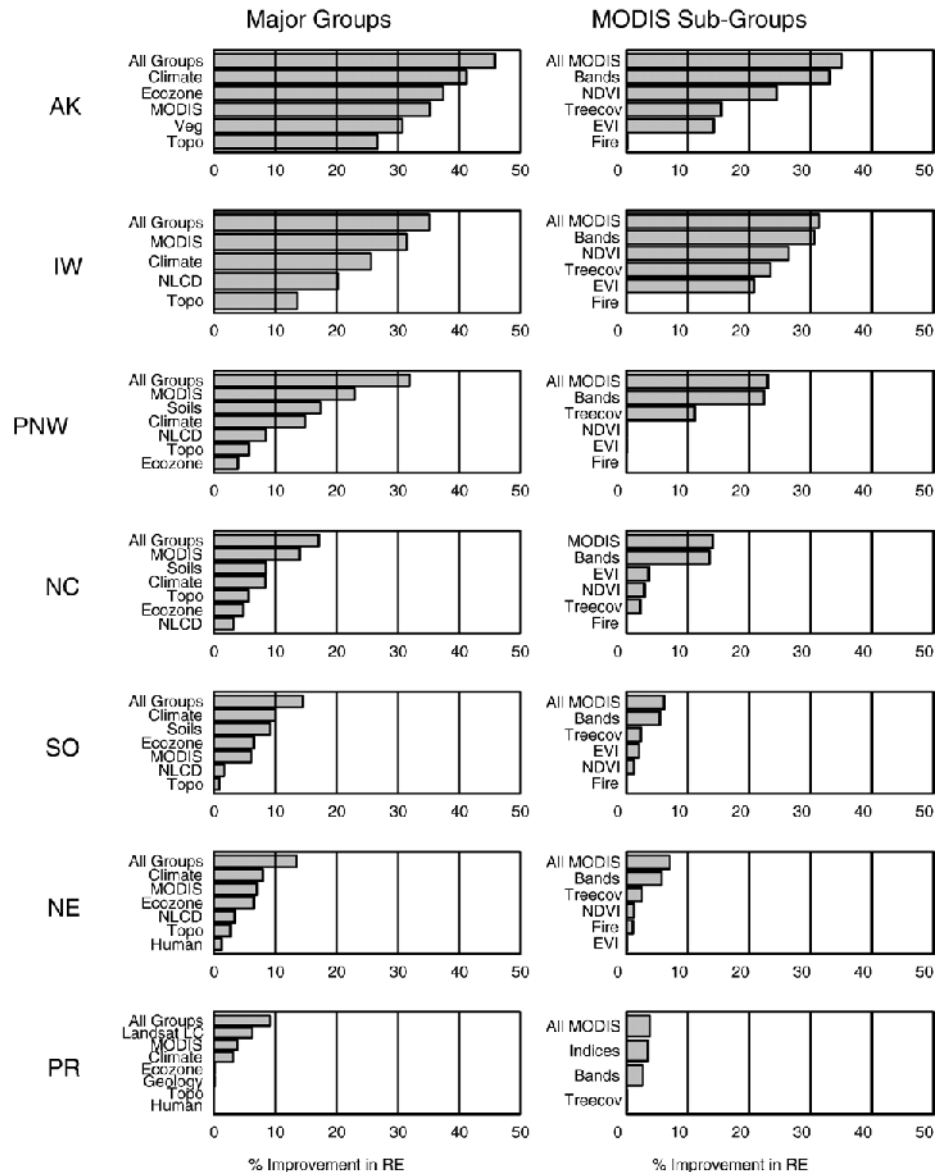 Major Groups MODIS Sub-Groups
AK
All Groups
Climate
Ecozone
MODIS
Veg
Topo
0 10 20 30 40 50
All MODIS
Bands
NDVI
Treecov
EVI
Fire
0 10 20 30 40 50
IW
All Groups
MODIS
Climate
NLCD
Topo
0 10 20 30 40 50
All MODIS
Bands
NDVI
Treecov
EVI
Fire
0 10 20 30 40 50
PNW
All Groups
MODIS
Soils
Climate
NLCD
Topo
Ecozone
0 10 20 30 40 50
All MODIS
Bands
Treecov
NDVI
EVI
Fire
0 10 20 30 40 50
NC
All Groups
MODIS
Soils
Climate
Topo
Ecozone
NLCD
0 10 20 30 40 50
MODIS
Bands
EVI
NDVI
Treecov
Fire
0 10 20 30 40 50
SO
All Groups
Climate
Soils
Ecozone
MODIS
NLCD
Topo
0 10 20 30 40 50
All MODIS
Bands
Treecov
EVI
NDVI
Fire
0 10 20 30 40 50
NE
All Groups
Climate
MODIS
Ecozone
NLCD
Topo
Human
0 10 20 30 40 50
All MODIS
Bands
Treecov
NDVI
Fire
EVI
0 10 20 30 40 50
PR
All Groups
Landsat LC
MODIS
Climate
Ecozone
Geology
Topo
Human
0 10 20 30 40 50
All MODIS
Indices
Bands
Treecov
0 10 20 30 40 50
% Improvement in RE % Improvement in RE